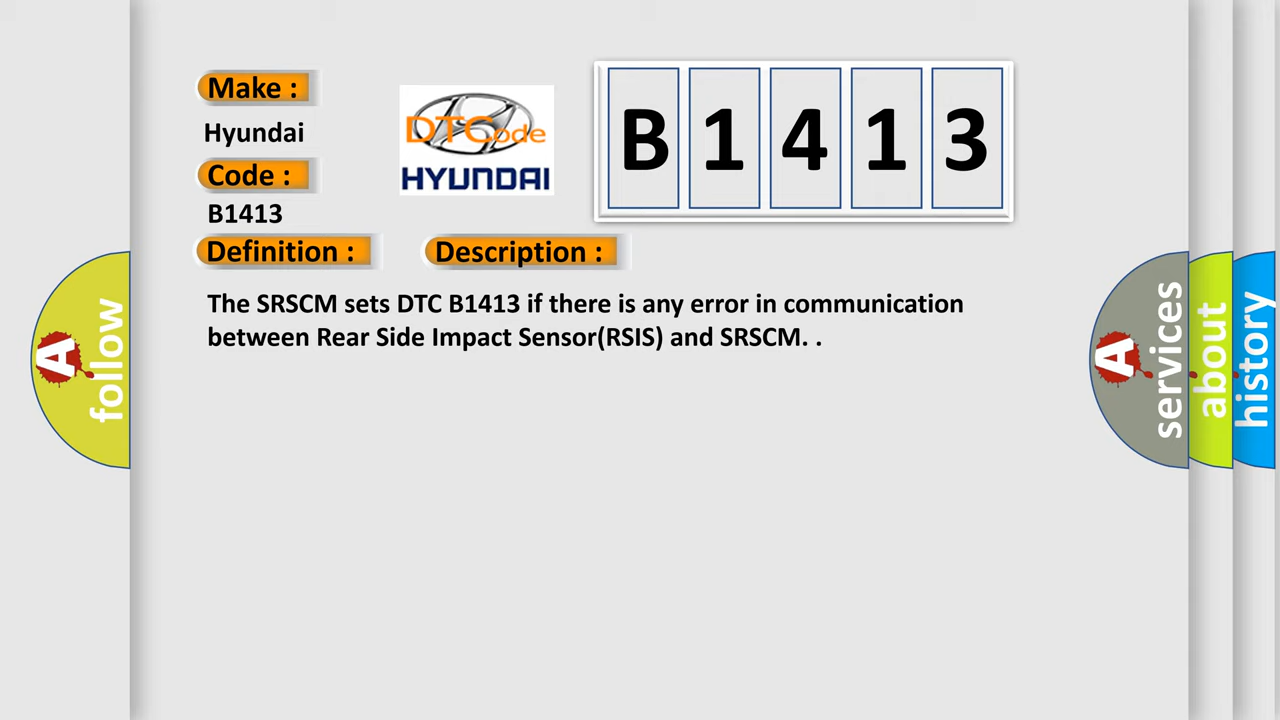 Make :
Hyundai
Code :
B1413
Definition :
Description :
DTCode
HYUNDAI
B 1 4 1 3
The SRSCM sets DTC B1413 if there is any error in communication
between Rear Side Impact Sensor(RSIS) and SRSCM. .
A
follow
A
services
about
history